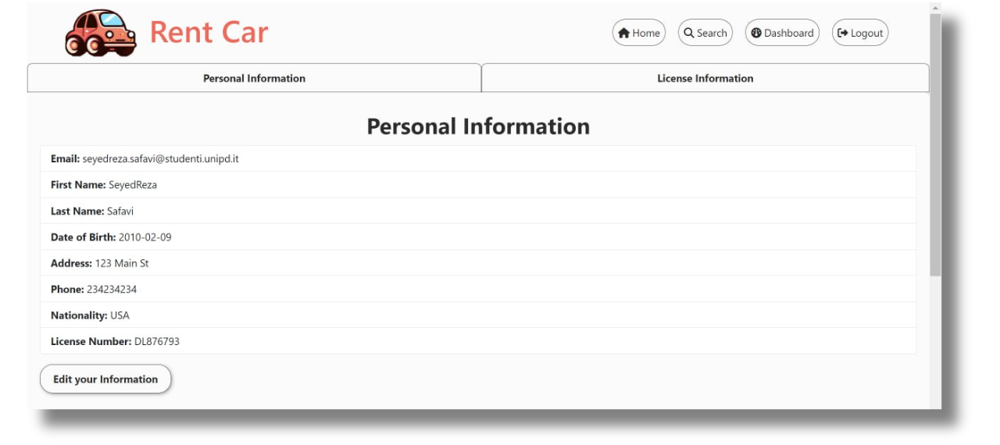 Rent Car
Home Search Dashboard Logout
Personal Information License Information
Personal Information
Email: seyedreza.safavi@studenti.unipd.it
First Name: SeyedReza
Last Name: Safavi
Date of Birth: 2010-02-09
Address: 123 Main St
Phone: 234234234
Nationality: USA
License Number: DL876793
Edit your Information